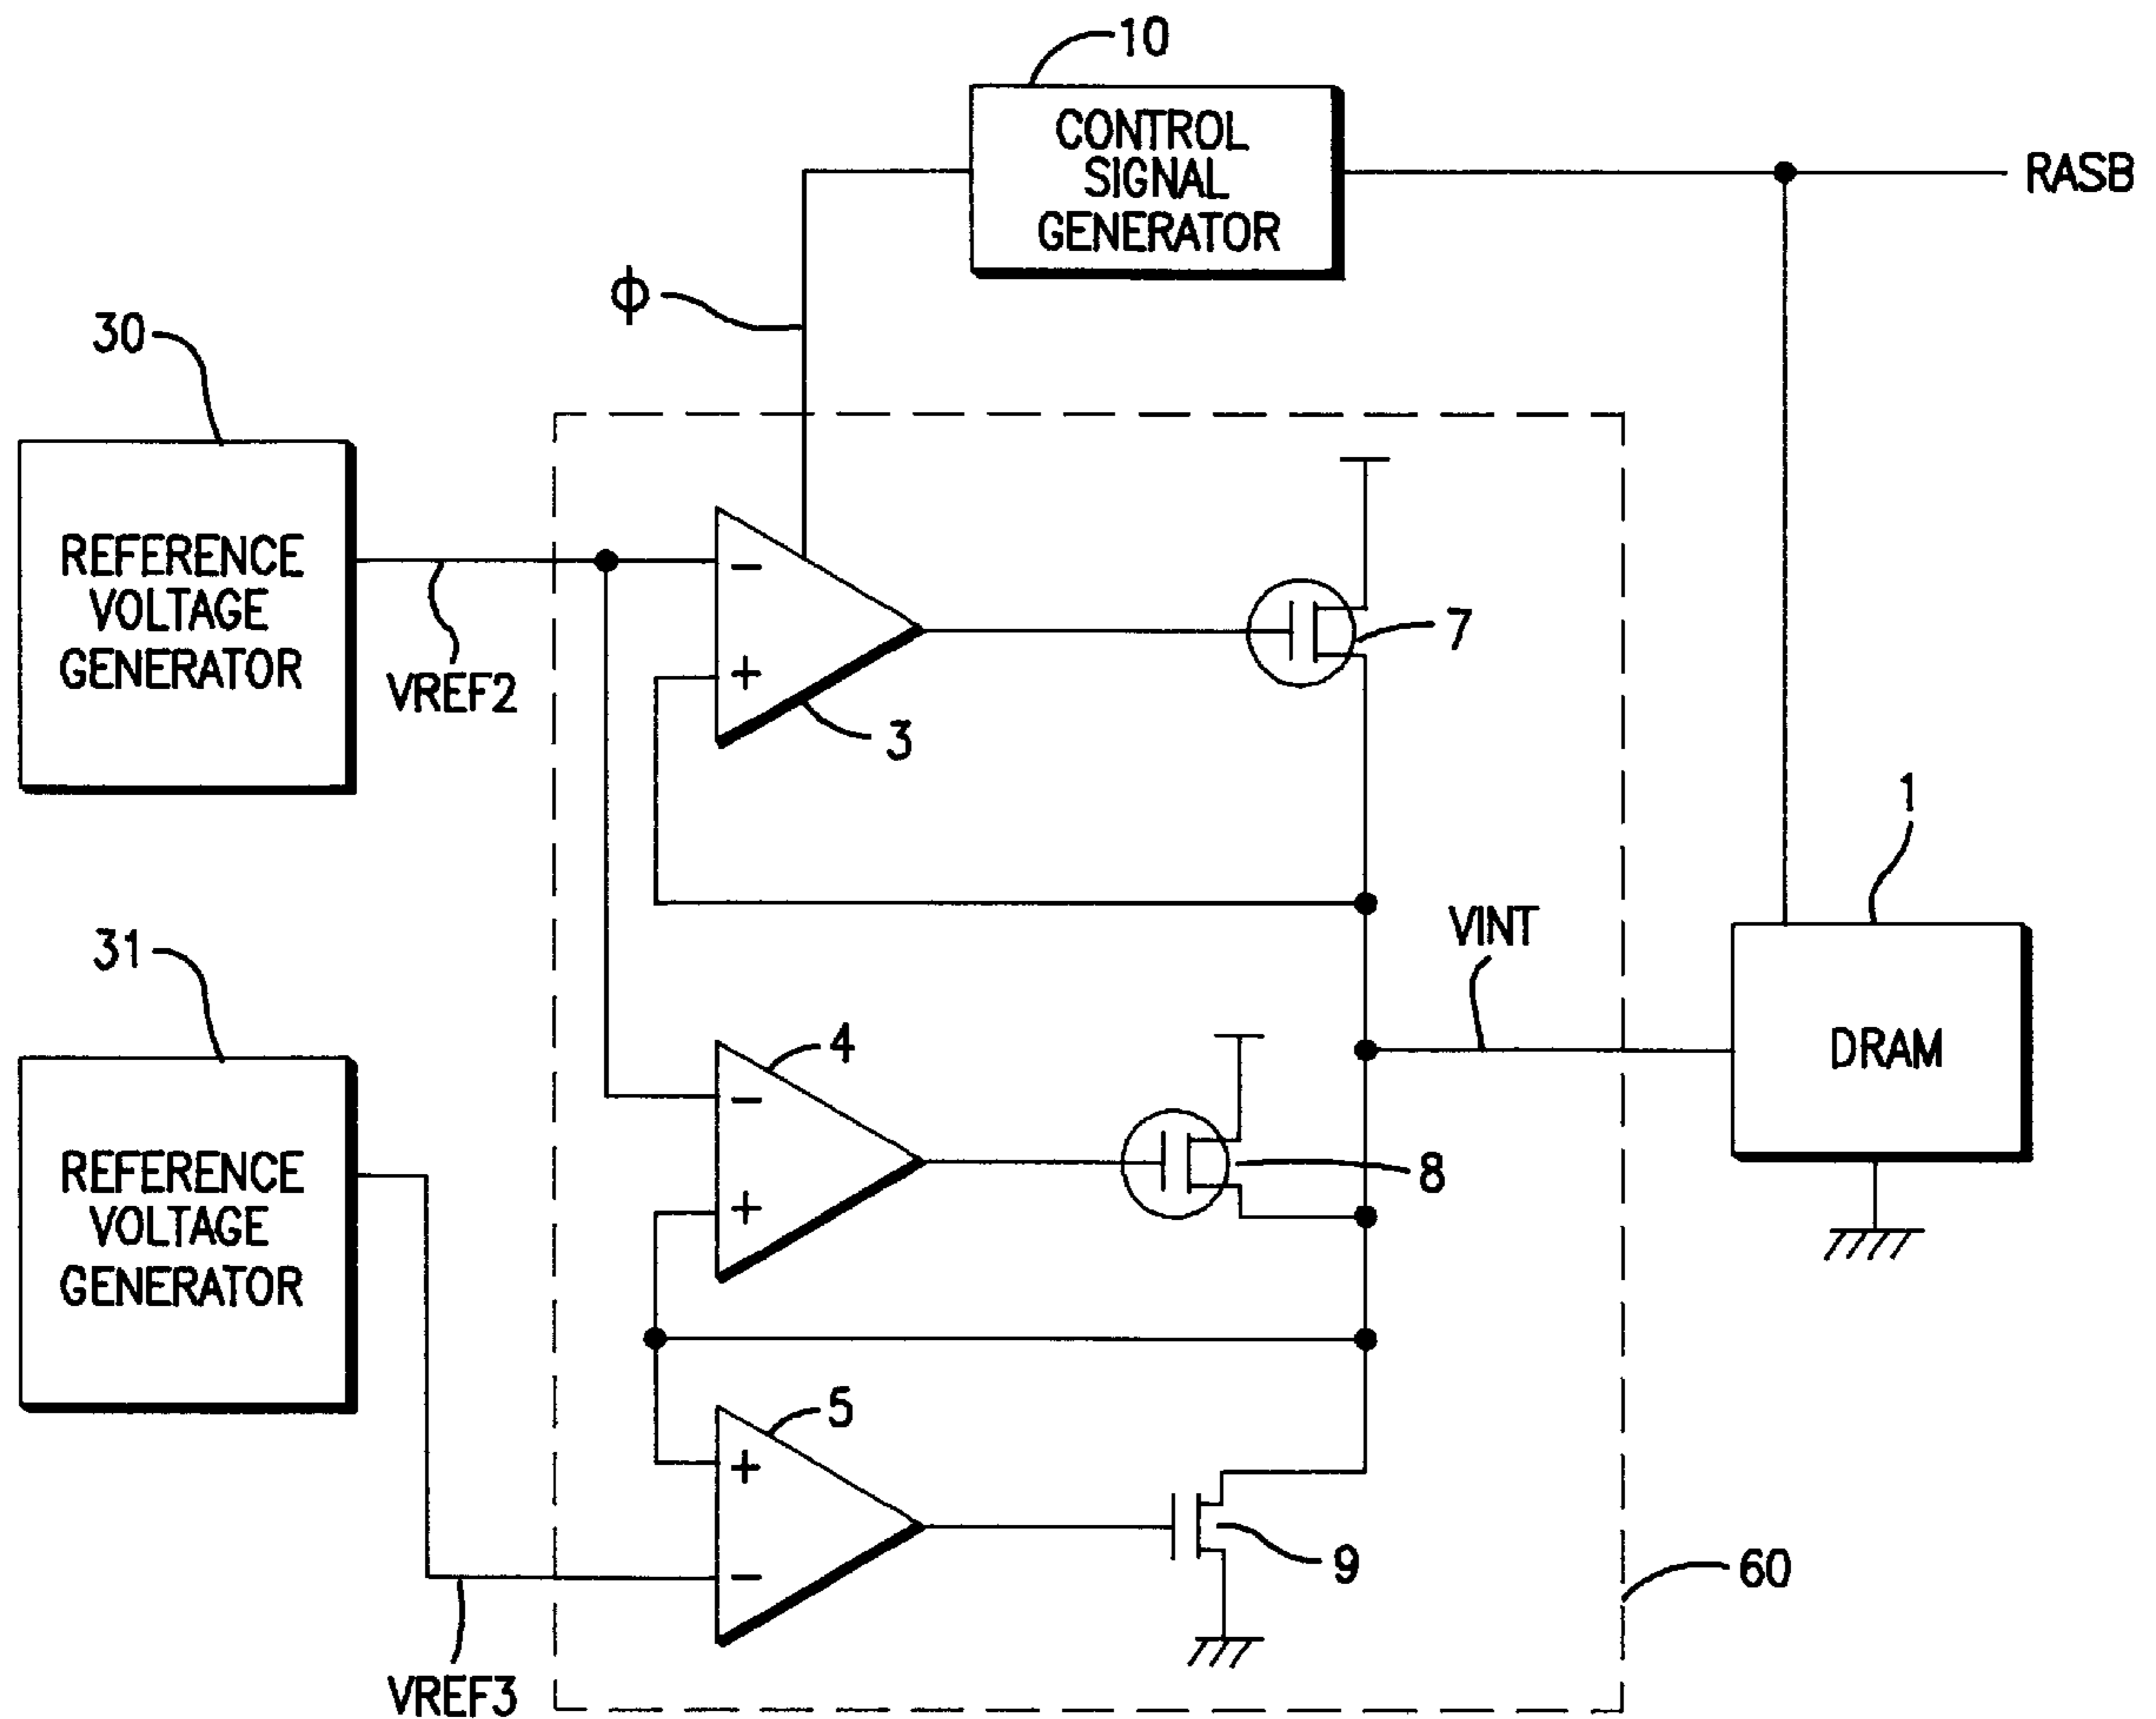 10
CONTROL
SIGNAL
GENERATOR
RASB
Φ
30
REFERENCE
VOLTAGE
GENERATOR
VREF2
−
+
3
7
1
VINT
DRAM
31
REFERENCE
VOLTAGE
GENERATOR
4
−
+
8
5
+
−
9
60
VREF3